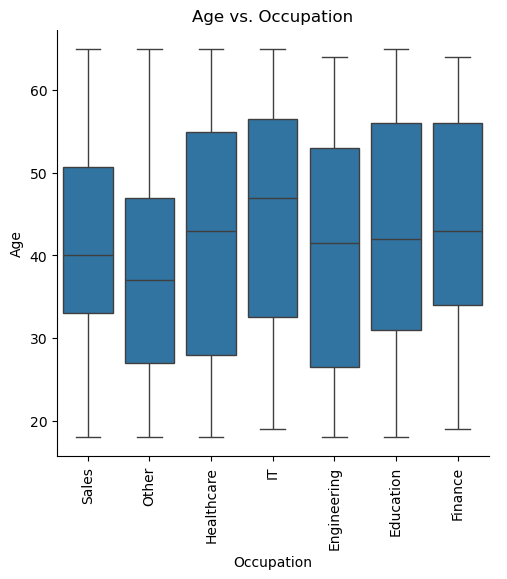 Age vs. Occupation
60
50
40
30
20
Age
Sales
Other
Healthcare
IT
Engineering
Education
Finance
Occupation